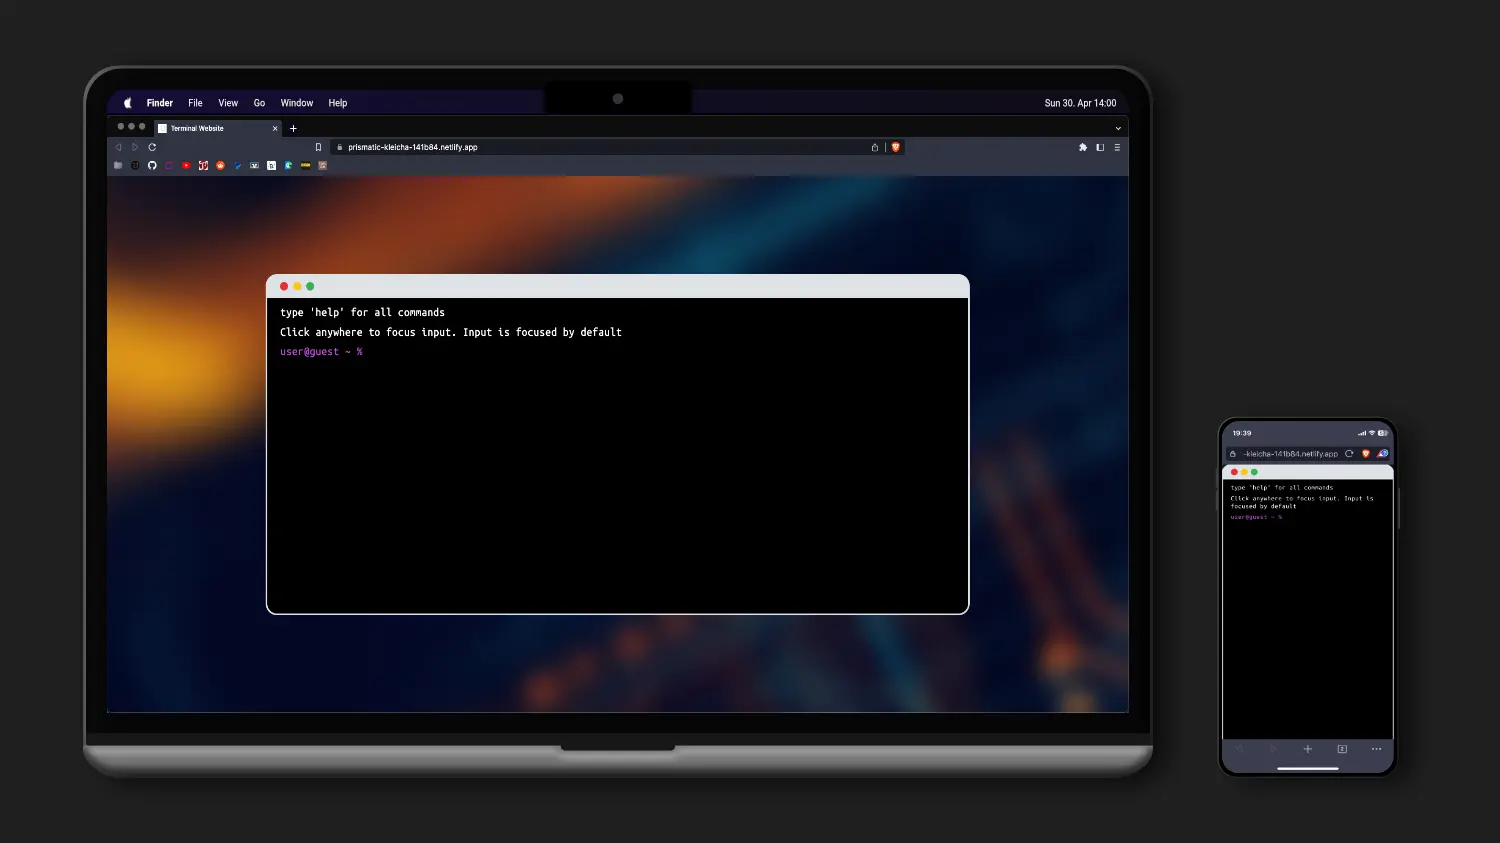 Finder File View Go Window Help
Sun 30. Apr 14:00
Terminal Website
prismatic-kleicha-141b84.netlify.app
type 'help' for all commands
Click anywhere to focus input. Input is focused by default
user@guest ~ %
19:39
-kleicha-141b84.netlify.app
type 'help' for all commands
Click anywhere to focus input. Input is
focused by default
user@guest ~ %